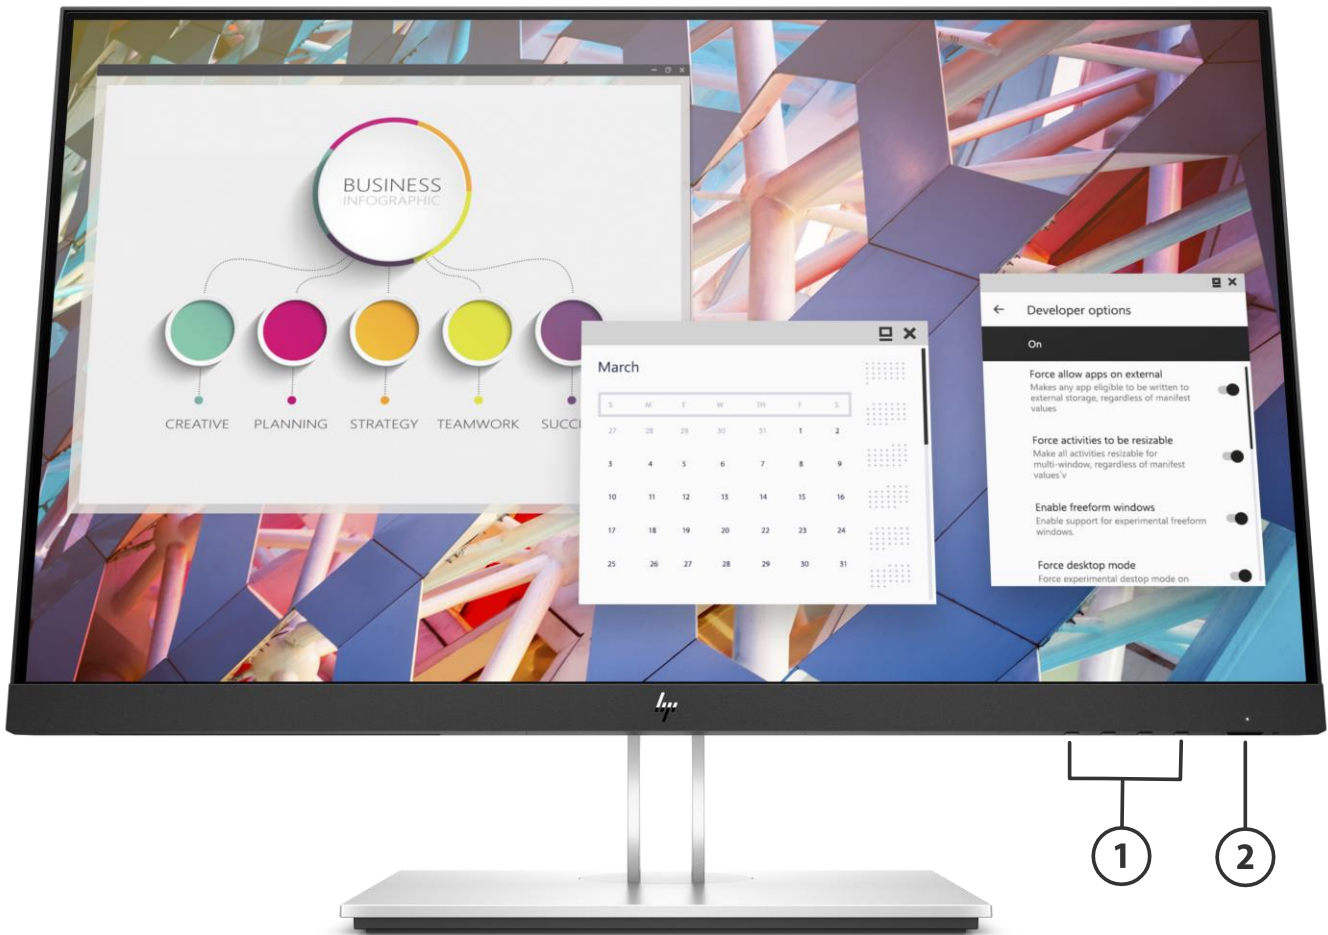 BUSINESS
INFOGRAPHIC
CREATIVE PLANNING STRATEGY TEAMWORK SUCC
March
S M T W TH F S
27 28 29 30 31 1 2
3 4 5 6 7 8 9
10 11 12 13 14 15 16
17 18 19 20 22 23 24
25 26 27 28 29 30 31
Developer options
On
Force allow apps on external
Makes any app eligible to be written to
external storage, regardless of manifest
values
Force activities to be resizable
Make all activities resizable for
multi-window, regardless of manifest
values`v
Enable freeform windows
Enable support for experimental freeform
windows.
Force desktop mode
Force experimental destop mode on
hp
1 2